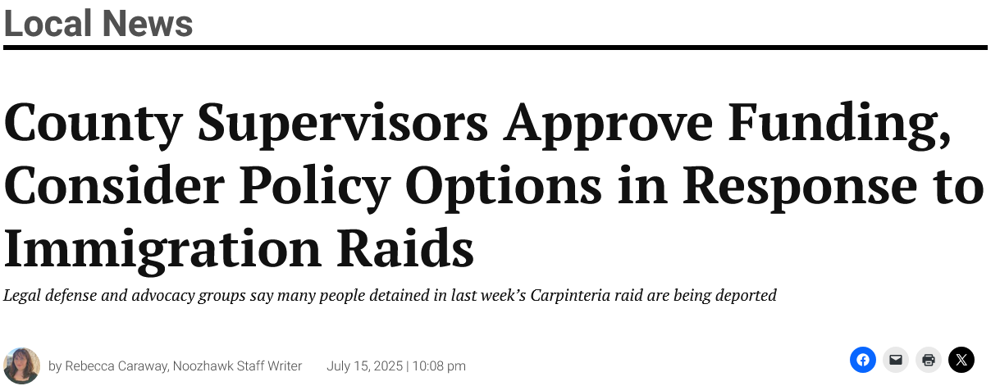 Local News
County Supervisors Approve Funding,
Consider Policy Options in Response to
Immigration Raids
Legal defense and advocacy groups say many people detained in last week’s Carpinteria raid are being deported
by Rebecca Caraway, Noozhawk Staff Writer July 15, 2025 | 10:08 pm